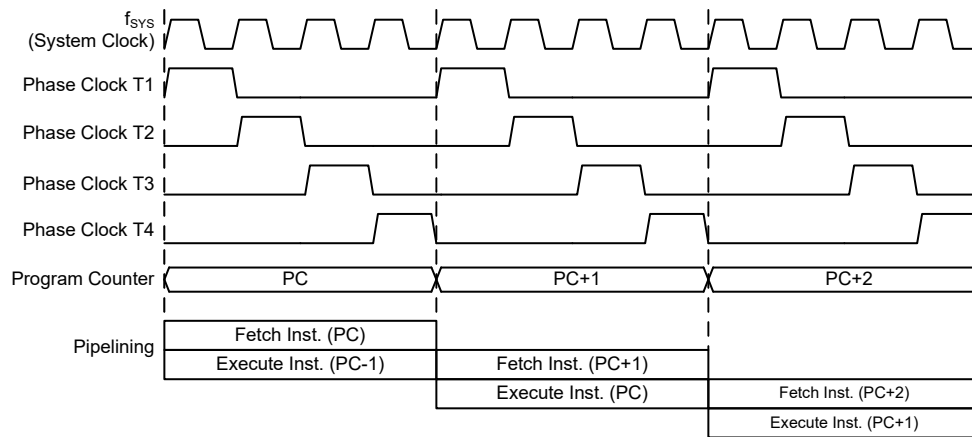 fSYS
(System Clock)
Phase Clock T1
Phase Clock T2
Phase Clock T3
Phase Clock T4
Program Counter PC PC+1 PC+2
Pipelining
Fetch Inst. (PC)
Execute Inst. (PC-1) Fetch Inst. (PC+1)
Execute Inst. (PC) Fetch Inst. (PC+2)
Execute Inst. (PC+1)